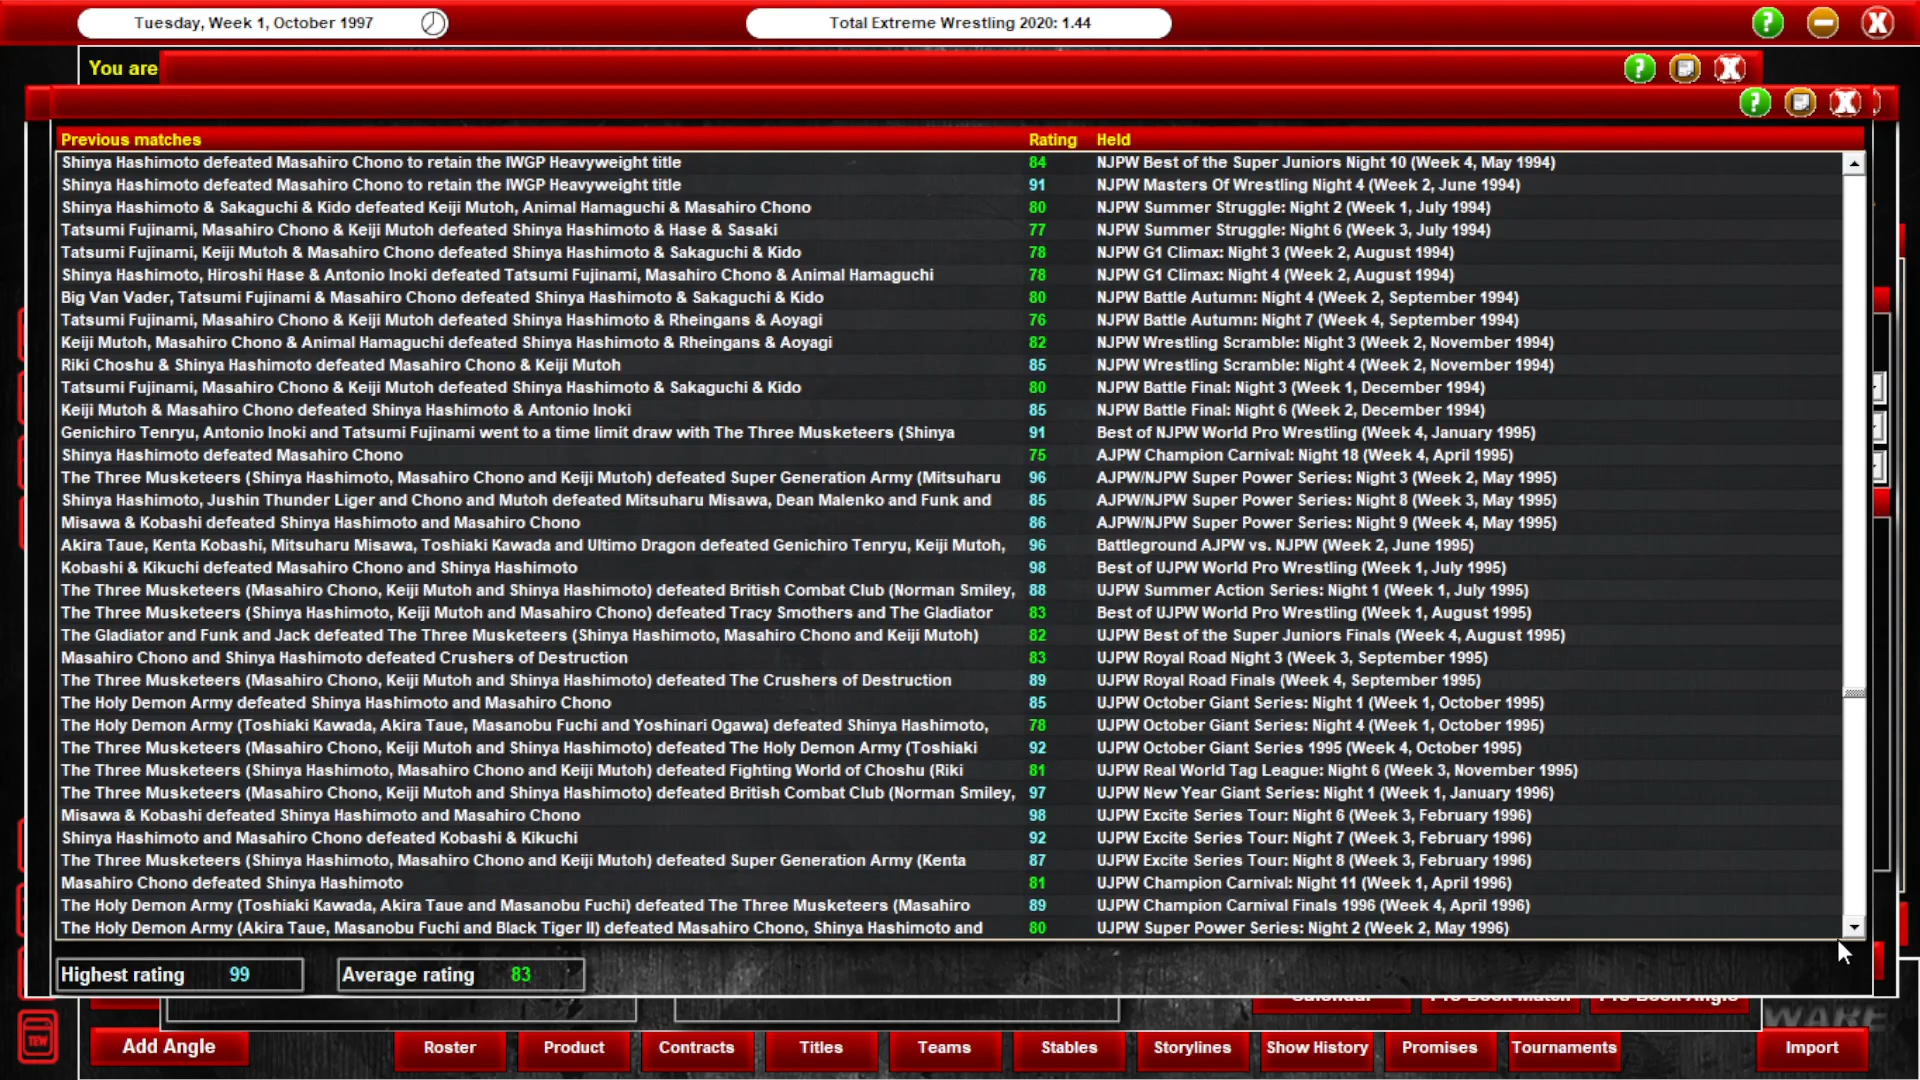 Tuesday, Week 1, October 1997
Total Extreme Wrestling 2020: 1.44
You are
Previous matches Rating Held
Shinya Hashimoto defeated Masahiro Chono to retain the IWGP Heavyweight title 84 NJPW Best of the Super Juniors Night 10 (Week 4, May 1994)
Shinya Hashimoto defeated Masahiro Chono to retain the IWGP Heavyweight title 91 NJPW Masters Of Wrestling Night 4 (Week 2, June 1994)
Shinya Hashimoto & Sakaguchi & Kido defeated Keiji Mutoh, Animal Hamaguchi & Masahiro Chono 80 NJPW Summer Struggle: Night 2 (Week 1, July 1994)
Tatsumi Fujinami, Masahiro Chono & Keiji Mutoh defeated Shinya Hashimoto & Hase & Sasaki 77 NJPW Summer Struggle: Night 6 (Week 3, July 1994)
Tatsumi Fujinami, Keiji Mutoh & Masahiro Chono defeated Shinya Hashimoto & Sakaguchi & Kido 78 NJPW G1 Climax: Night 3 (Week 2, August 1994)
Shinya Hashimoto, Hiroshi Hase & Antonio Inoki defeated Tatsumi Fujinami, Masahiro Chono & Animal Hamaguchi 78 NJPW G1 Climax: Night 4 (Week 2, August 1994)
Big Van Vader, Tatsumi Fujinami & Masahiro Chono defeated Shinya Hashimoto & Sakaguchi & Kido 80 NJPW Battle Autumn: Night 4 (Week 2, September 1994)
Tatsumi Fujinami, Masahiro Chono & Keiji Mutoh defeated Shinya Hashimoto & Rheingans & Aoyagi 76 NJPW Battle Autumn: Night 7 (Week 4, September 1994)
Keiji Mutoh, Masahiro Chono & Animal Hamaguchi defeated Shinya Hashimoto & Rheingans & Aoyagi 82 NJPW Wrestling Scramble: Night 3 (Week 2, November 1994)
Riki Choshu & Shinya Hashimoto defeated Masahiro Chono & Keiji Mutoh 85 NJPW Wrestling Scramble: Night 4 (Week 2, November 1994)
Tatsumi Fujinami, Masahiro Chono & Keiji Mutoh defeated Shinya Hashimoto & Sakaguchi & Kido 80 NJPW Battle Final: Night 3 (Week 1, December 1994)
Keiji Mutoh & Masahiro Chono defeated Shinya Hashimoto & Antonio Inoki 85 NJPW Battle Final: Night 6 (Week 2, December 1994)
Genichiro Tenryu, Antonio Inoki and Tatsumi Fujinami went to a time limit draw with The Three Musketeers (Shinya 91 Best of NJPW World Pro Wrestling (Week 4, January 1995)
Shinya Hashimoto defeated Masahiro Chono 75 AJPW Champion Carnival: Night 18 (Week 4, April 1995)
The Three Musketeers (Shinya Hashimoto, Masahiro Chono and Keiji Mutoh) defeated Super Generation Army (Mitsuharu 96 AJPW/NJPW Super Power Series: Night 3 (Week 2, May 1995)
Shinya Hashimoto, Jushin Thunder Liger and Chono and Mutoh defeated Mitsuharu Misawa, Dean Malenko and Funk and 85 AJPW/NJPW Super Power Series: Night 8 (Week 3, May 1995)
Misawa & Kobashi defeated Shinya Hashimoto and Masahiro Chono 86 AJPW/NJPW Super Power Series: Night 9 (Week 4, May 1995)
Akira Taue, Kenta Kobashi, Mitsuharu Misawa, Toshiaki Kawada and Ultimo Dragon defeated Genichiro Tenryu, Keiji Mutoh, 96 Battleground AJPW vs. NJPW (Week 2, June 1995)
Kobashi & Kikuchi defeated Masahiro Chono and Shinya Hashimoto 98 Best of UJPW World Pro Wrestling (Week 1, July 1995)
The Three Musketeers (Masahiro Chono, Keiji Mutoh and Shinya Hashimoto) defeated British Combat Club (Norman Smiley, 88 UJPW Summer Action Series: Night 1 (Week 1, July 1995)
The Three Musketeers (Shinya Hashimoto, Keiji Mutoh and Masahiro Chono) defeated Tracy Smothers and The Gladiator 83 Best of UJPW World Pro Wrestling (Week 1, August 1995)
The Gladiator and Funk and Jack defeated The Three Musketeers (Shinya Hashimoto, Masahiro Chono and Keiji Mutoh) 82 UJPW Best of the Super Juniors Finals (Week 4, August 1995)
Masahiro Chono and Shinya Hashimoto defeated Crushers of Destruction 83 UJPW Royal Road Night 3 (Week 3, September 1995)
The Three Musketeers (Masahiro Chono, Keiji Mutoh and Shinya Hashimoto) defeated The Crushers of Destruction 89 UJPW Royal Road Finals (Week 4, September 1995)
The Holy Demon Army defeated Shinya Hashimoto and Masahiro Chono 85 UJPW October Giant Series: Night 1 (Week 1, October 1995)
The Holy Demon Army (Toshiaki Kawada, Akira Taue, Masanobu Fuchi and Yoshinari Ogawa) defeated Shinya Hashimoto, 78 UJPW October Giant Series: Night 4 (Week 1, October 1995)
The Three Musketeers (Masahiro Chono, Keiji Mutoh and Shinya Hashimoto) defeated The Holy Demon Army (Toshiaki 92 UJPW October Giant Series 1995 (Week 4, October 1995)
The Three Musketeers (Shinya Hashimoto, Masahiro Chono and Keiji Mutoh) defeated Fighting World of Choshu (Riki 81 UJPW Real World Tag League: Night 6 (Week 3, November 1995)
The Three Musketeers (Masahiro Chono, Keiji Mutoh and Shinya Hashimoto) defeated British Combat Club (Norman Smiley, 97 UJPW New Year Giant Series: Night 1 (Week 1, January 1996)
Misawa & Kobashi defeated Shinya Hashimoto and Masahiro Chono 98 UJPW Excite Series Tour: Night 6 (Week 3, February 1996)
Shinya Hashimoto and Masahiro Chono defeated Kobashi & Kikuchi 92 UJPW Excite Series Tour: Night 7 (Week 3, February 1996)
The Three Musketeers (Shinya Hashimoto, Masahiro Chono and Keiji Mutoh) defeated Super Generation Army (Kenta 87 UJPW Excite Series Tour: Night 8 (Week 3, February 1996)
Masahiro Chono defeated Shinya Hashimoto 81 UJPW Champion Carnival: Night 11 (Week 1, April 1996)
The Holy Demon Army (Toshiaki Kawada, Akira Taue and Masanobu Fuchi) defeated The Three Musketeers (Masahiro 89 UJPW Champion Carnival Finals 1996 (Week 4, April 1996)
The Holy Demon Army (Akira Taue, Masanobu Fuchi and Black Tiger II) defeated Masahiro Chono, Shinya Hashimoto and 80 UJPW Super Power Series: Night 2 (Week 2, May 1996)
Highest rating 99 Average rating 83
Calendar Pre Book Match Pre Book Angle
WARE
TEW
Add Angle Roster Product Contracts Titles Teams Stables Storylines Show History Promises Tournaments Import